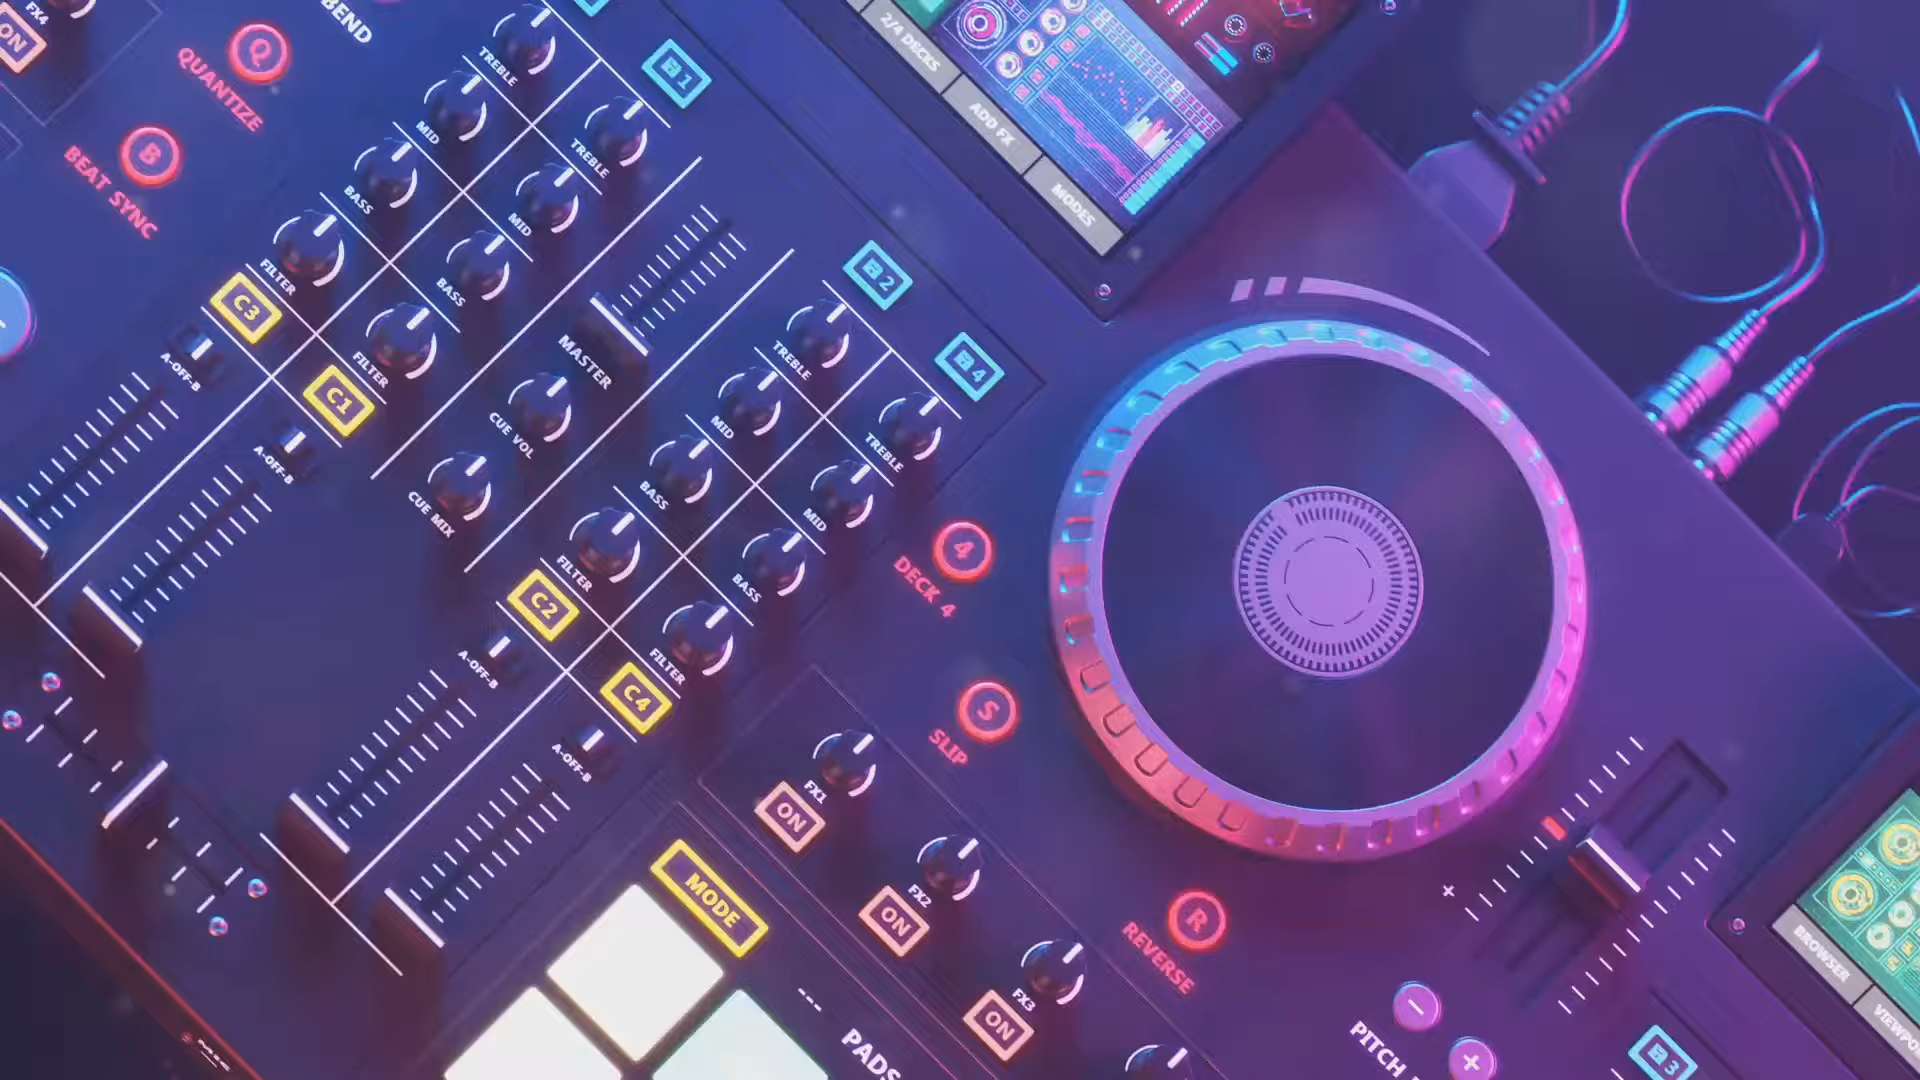 FX4
ON
BEND
Q
QUANTIZE
B
BEAT SYNC
TREBLE
MID
BASS
FILTER
C3
A-OFF-B
1
TREBLE
MID
BASS
FILTER
C1
A-OFF-B
MASTER
CUE VOL
CUE MIX
2
TREBLE
MID
BASS
FILTER
C2
A-OFF-B
4
TREBLE
MID
BASS
FILTER
C4
A-OFF-B
2/4 DECKS
ADD FX
MODES
4
DECK 4
S
SLIP
FX1
ON
FX2
ON
FX3
ON
R
REVERSE
MODE
PADS
+
-
+
PITCH
3
BROWSER
VIEWPO